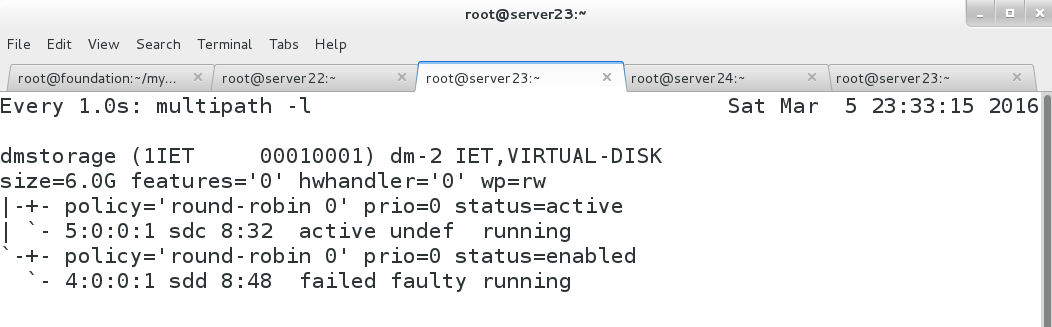 root@server23:~
File Edit View Search Terminal Tabs Help
root@foundation:~/my... root@server22:~ root@server23:~ root@server24:~ root@server23:~
Every 1.0s: multipath -l Sat Mar  5 23:33:15 2016
dmstorage (1IET     00010001) dm-2 IET,VIRTUAL-DISK
size=6.0G features='0' hwhandler='0' wp=rw
|-+- policy='round-robin 0' prio=0 status=active
| `- 5:0:0:1 sdc 8:32  active undef  running
`-+- policy='round-robin 0' prio=0 status=enabled
  `- 4:0:0:1 sdd 8:48  failed faulty running